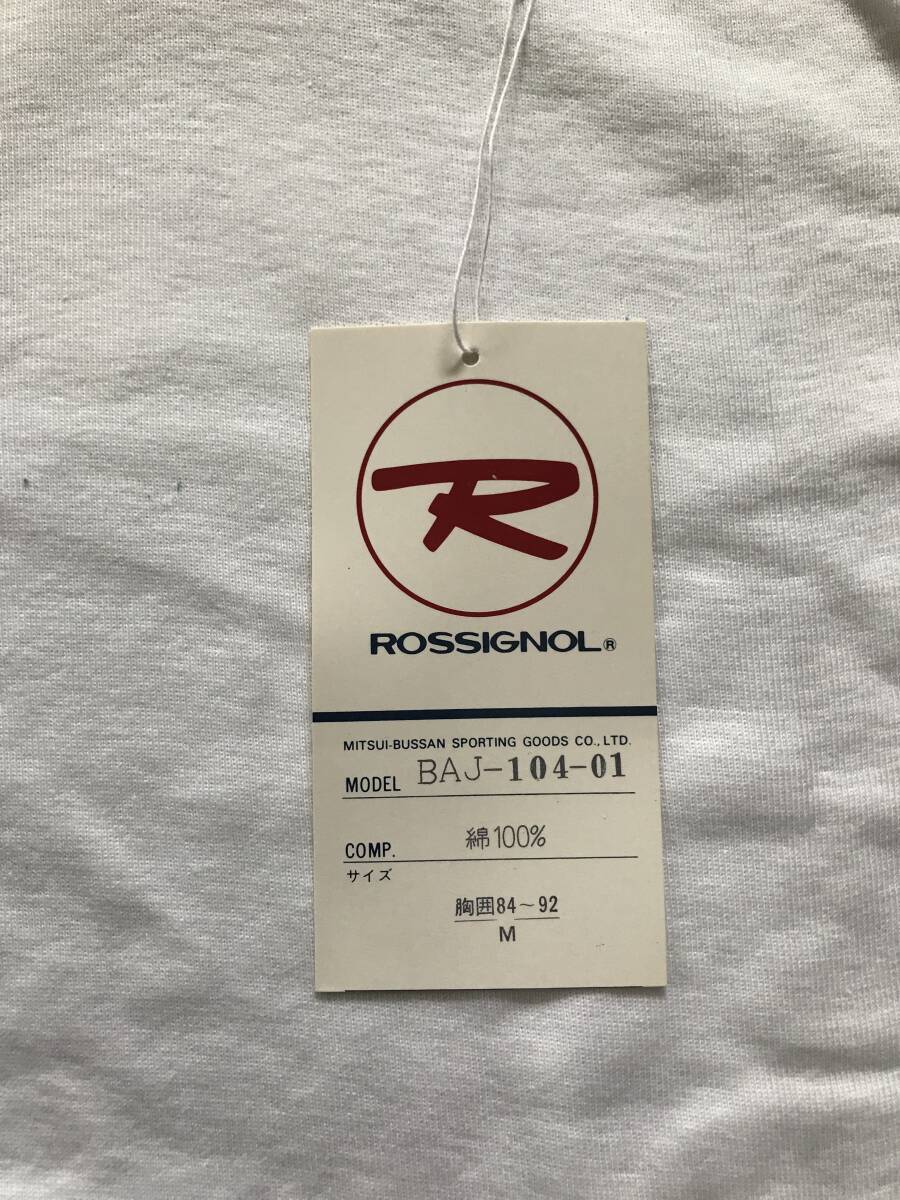 R
ROSSIGNOL®
MITSUI-BUSSAN SPORTING GOODS CO., LTD.
MODEL BAJ-104-01
COMP. 綿100%
サイズ
胸囲84～92
M